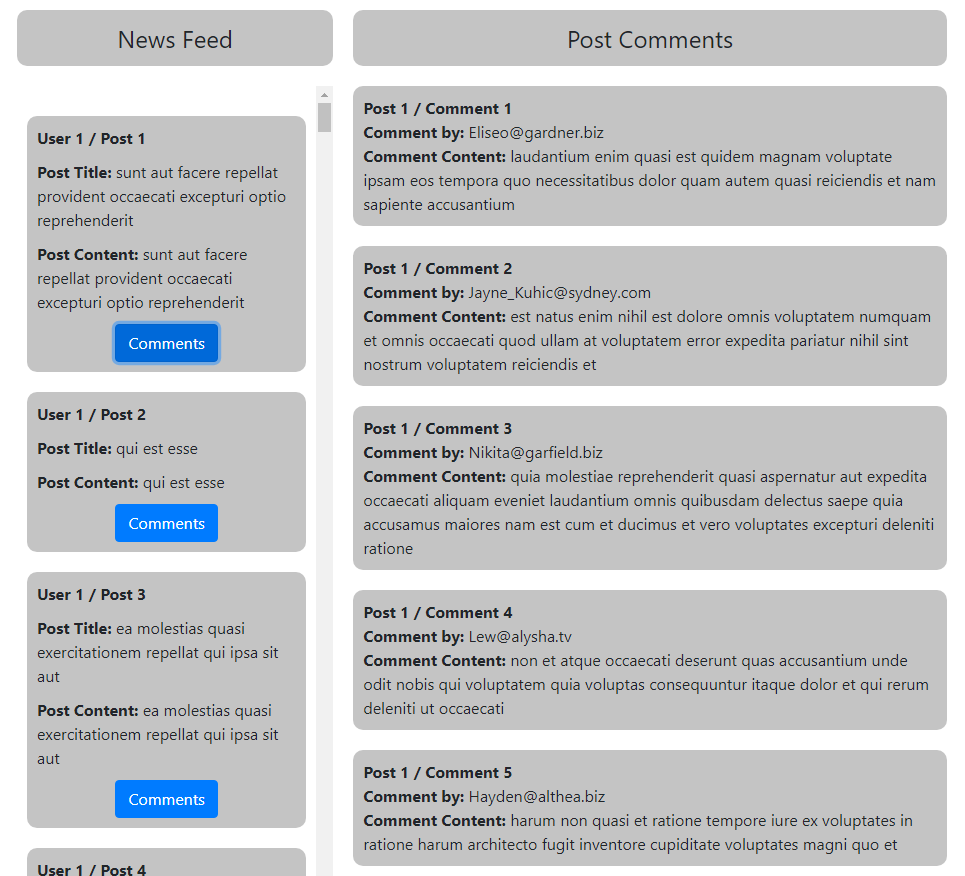 News Feed
User 1 / Post 1
Post Title: sunt aut facere repellat
provident occaecati excepturi optio
reprehenderit
Post Content: sunt aut facere
repellat provident occaecati
excepturi optio reprehenderit
Comments
User 1 / Post 2
Post Title: qui est esse
Post Content: qui est esse
Comments
User 1 / Post 3
Post Title: ea molestias quasi
exercitationem repellat qui ipsa sit
aut
Post Content: ea molestias quasi
exercitationem repellat qui ipsa sit
aut
Comments
User 1 / Post 4
Post Comments
Post 1 / Comment 1
Comment by: Eliseo@gardner.biz
Comment Content: laudantium enim quasi est quidem magnam voluptate
ipsam eos tempora quo necessitatibus dolor quam autem quasi reiciendis et nam
sapiente accusantium
Post 1 / Comment 2
Comment by: Jayne_Kuhic@sydney.com
Comment Content: est natus enim nihil est dolore omnis voluptatem numquam
et omnis occaecati quod ullam at voluptatem error expedita pariatur nihil sint
nostrum voluptatem reiciendis et
Post 1 / Comment 3
Comment by: Nikita@garfield.biz
Comment Content: quia molestiae reprehenderit quasi aspernatur aut expedita
occaecati aliquam eveniet laudantium omnis quibusdam delectus saepe quia
accusamus maiores nam est cum et ducimus et vero voluptates excepturi deleniti
ratione
Post 1 / Comment 4
Comment by: Lew@alysha.tv
Comment Content: non et atque occaecati deserunt quas accusantium unde
odit nobis qui voluptatem quia voluptas consequuntur itaque dolor et qui rerum
deleniti ut occaecati
Post 1 / Comment 5
Comment by: Hayden@althea.biz
Comment Content: harum non quasi et ratione tempore iure ex voluptates in
ratione harum architecto fugit inventore cupiditate voluptates magni quo et